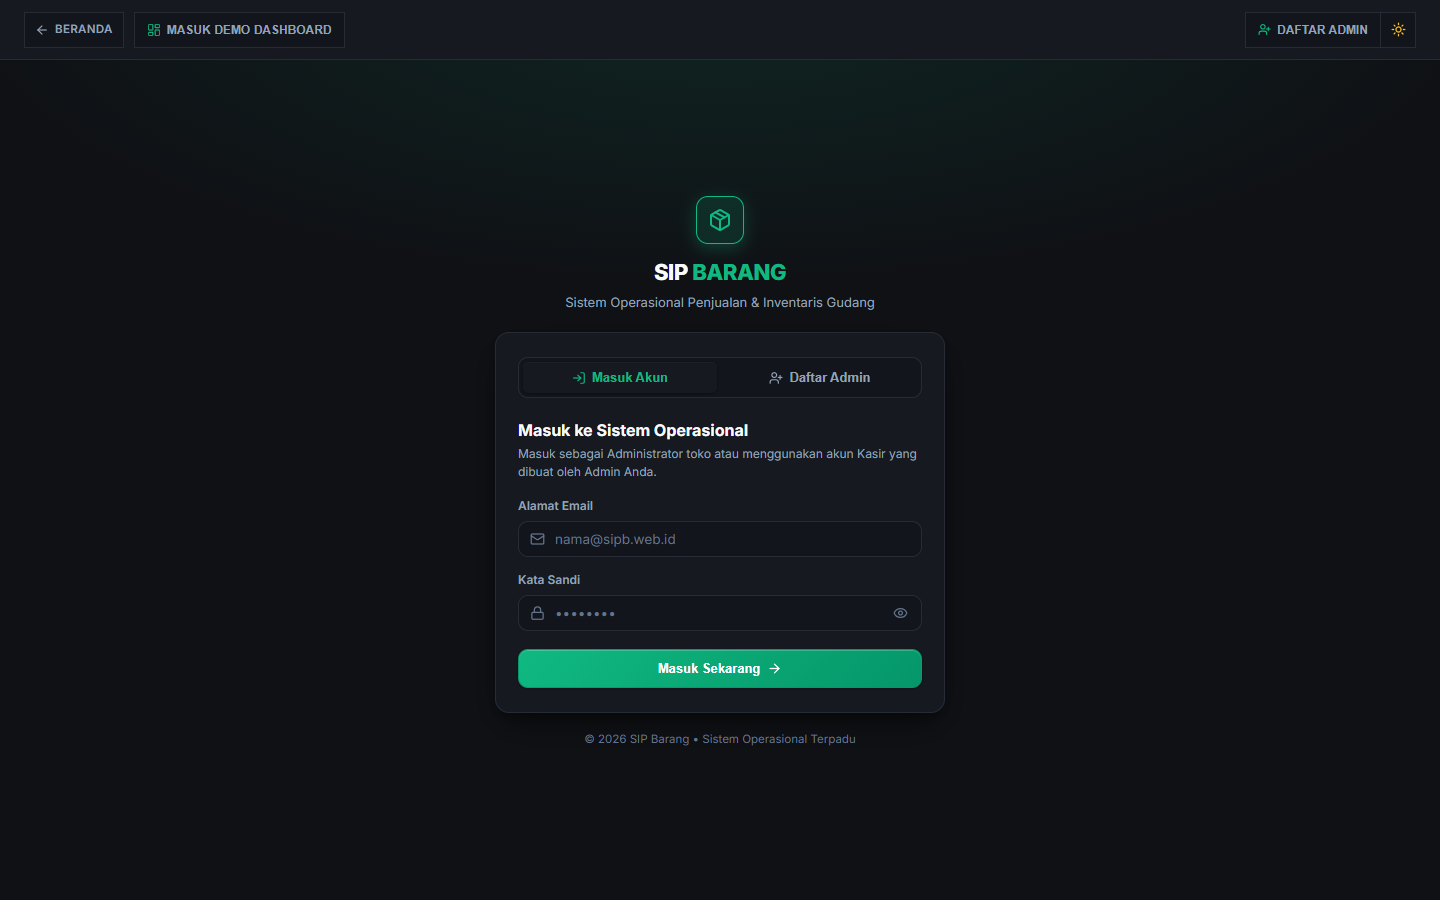 BERANDA
MASUK DEMO DASHBOARD
DAFTAR ADMIN
SIP BARANG
Sistem Operasional Penjualan & Inventaris Gudang
Masuk Akun
Daftar Admin
Masuk ke Sistem Operasional
Masuk sebagai Administrator toko atau menggunakan akun Kasir yang
dibuat oleh Admin Anda.
Alamat Email
nama@sipb.web.id
Kata Sandi
••••••••
Masuk Sekarang →
© 2026 SIP Barang • Sistem Operasional Terpadu